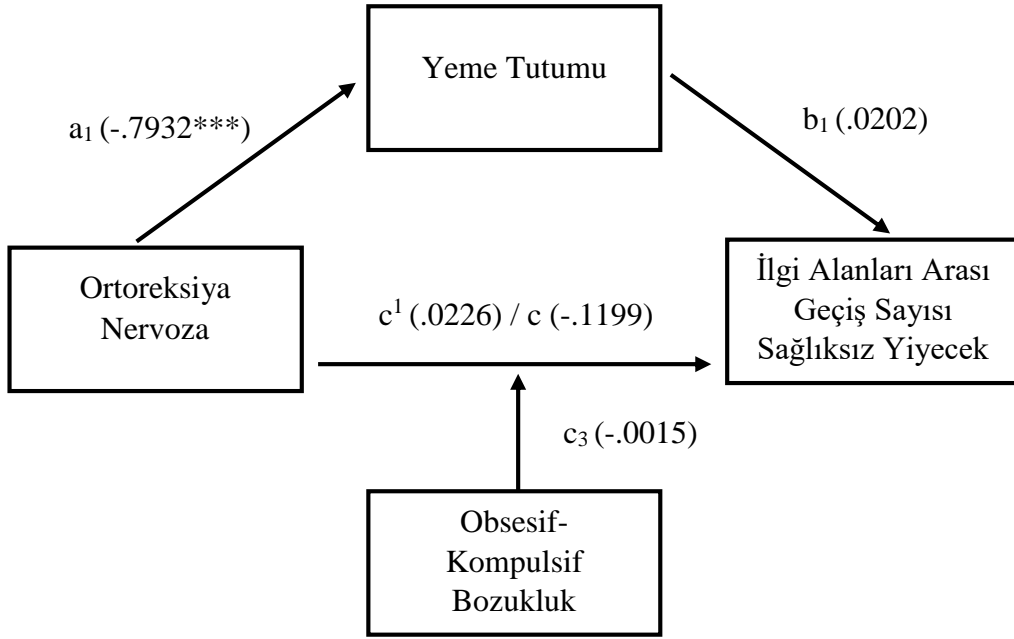 Yeme Tutumu
a₁ (-.7932***)
b₁ (.0202)
Ortoreksiya
Nervoza
c¹ (.0226) / c (-.1199)
İlgi Alanları Arası
Geçiş Sayısı
Sağlıksız Yiyecek
c₃ (-.0015)
Obsesif-
Kompulsif
Bozukluk